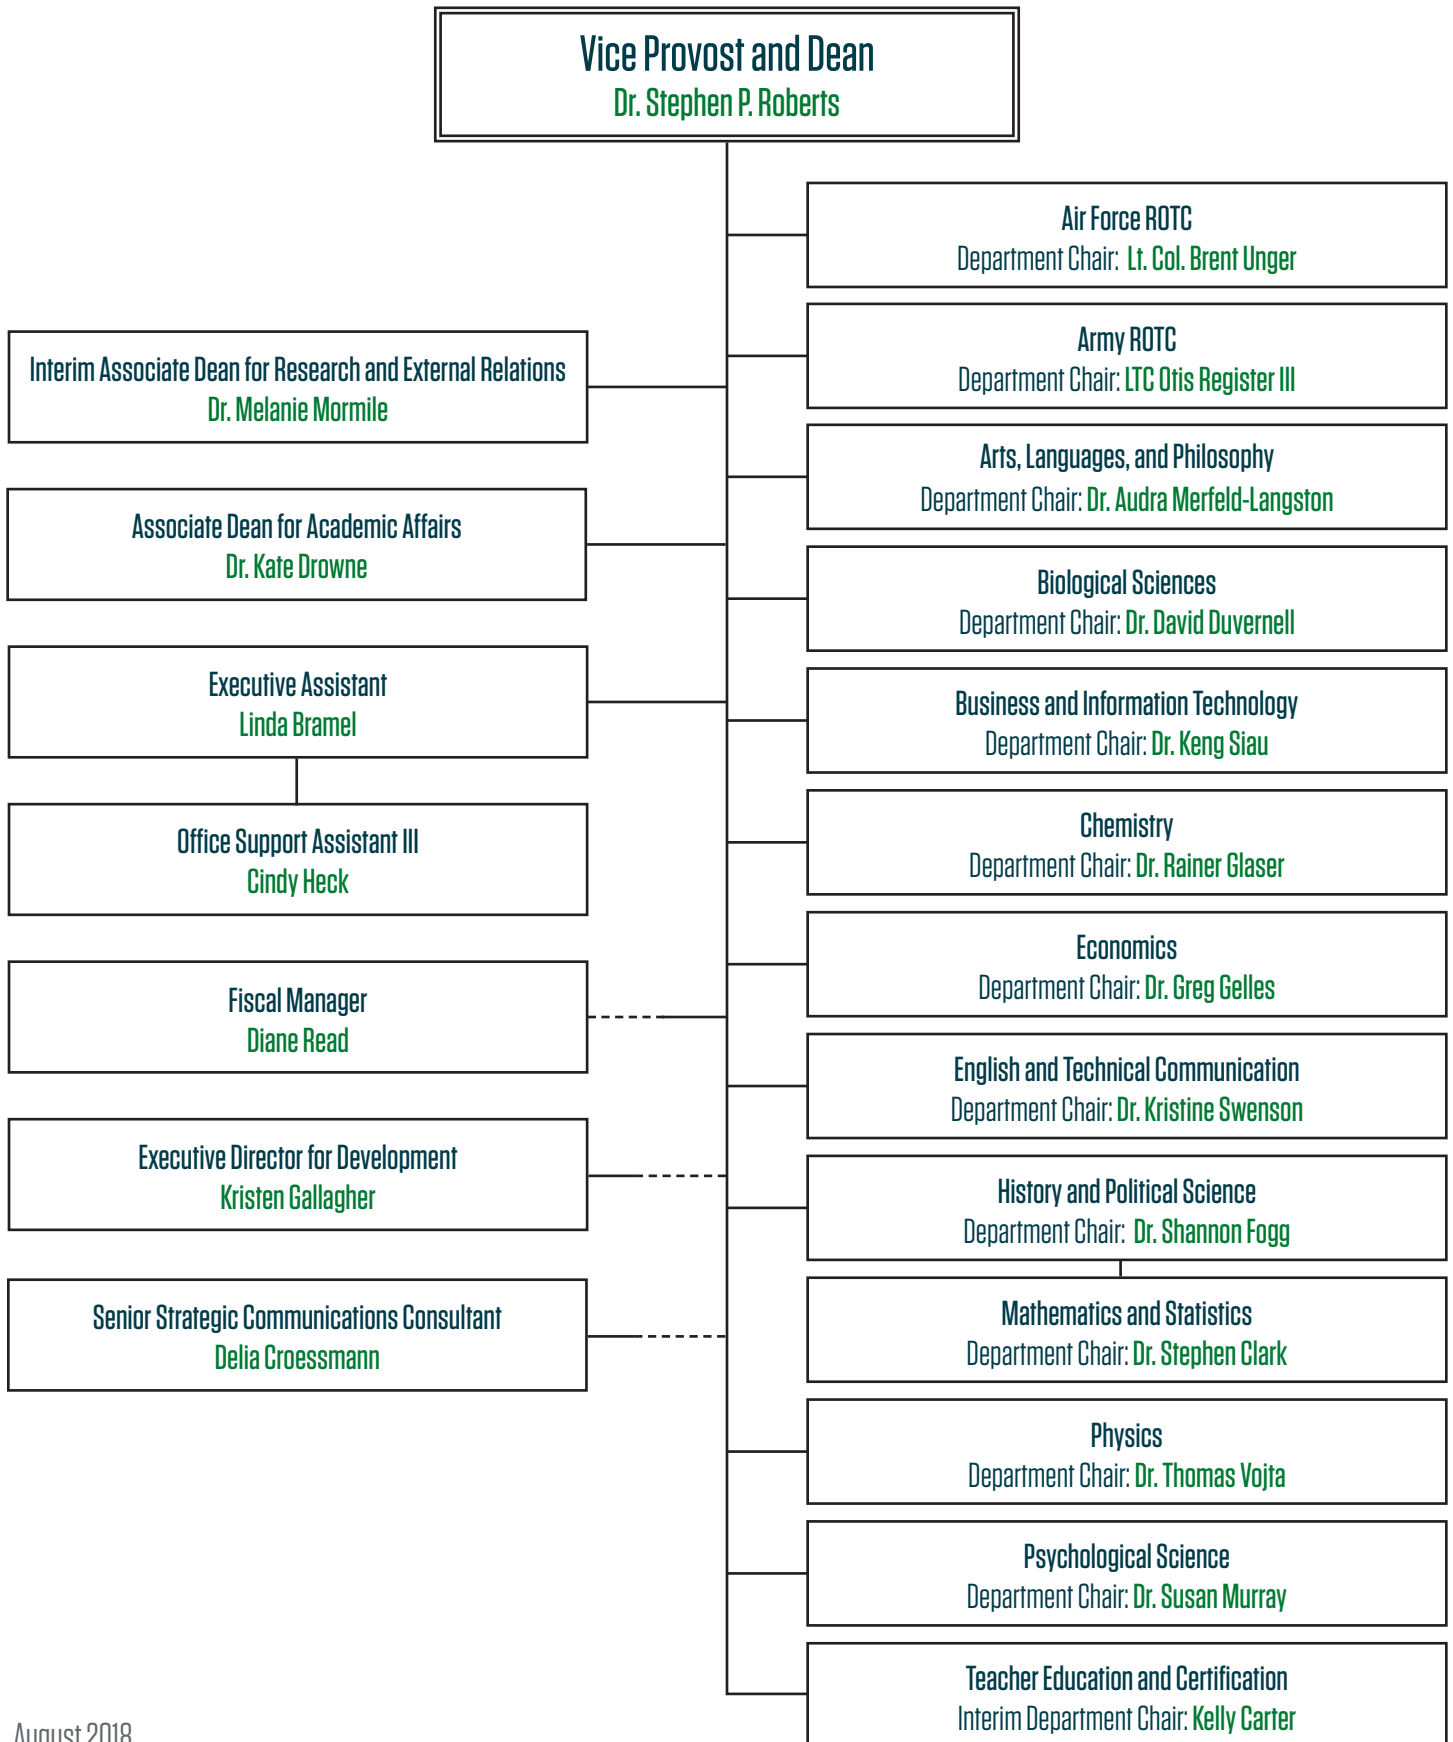 Vice Provost and Dean
Dr. Stephen P. Roberts
Air Force ROTC
Department Chair: Lt. Col. Brent Unger
Army ROTC
Department Chair: LTC Otis Register III
Interim Associate Dean for Research and External Relations
Dr. Melanie Mormile
Arts, Languages, and Philosophy
Department Chair: Dr. Audra Merfeld-Langston
Associate Dean for Academic Affairs
Dr. Kate Drowne
Biological Sciences
Department Chair: Dr. David Duvernell
Executive Assistant
Linda Bramel
Business and Information Technology
Department Chair: Dr. Keng Siau
Office Support Assistant III
Cindy Heck
Chemistry
Department Chair: Dr. Rainer Glaser
Economics
Department Chair: Dr. Greg Gelles
Fiscal Manager
Diane Read
English and Technical Communication
Department Chair: Dr. Kristine Swenson
Executive Director for Development
Kristen Gallagher
History and Political Science
Department Chair: Dr. Shannon Fogg
Senior Strategic Communications Consultant
Delia Croessmann
Mathematics and Statistics
Department Chair: Dr. Stephen Clark
Physics
Department Chair: Dr. Thomas Vojta
Psychological Science
Department Chair: Dr. Susan Murray
Teacher Education and Certification
Interim Department Chair: Kelly Carter
August 2018